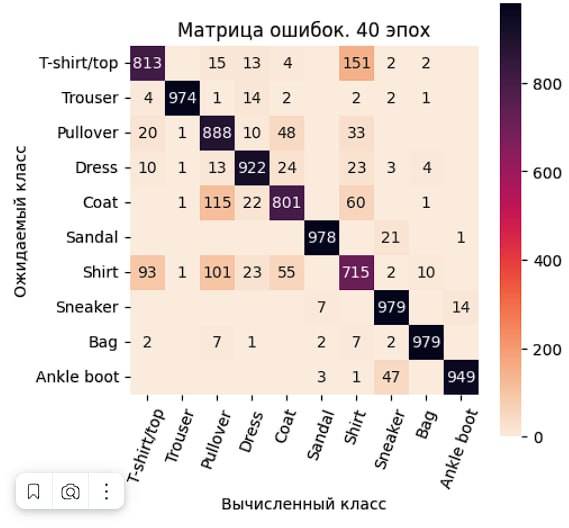 Матрица ошибок. 40 эпох
T-shirt/top 813 15 13 4 151 2 2
Trouser 4 974 1 14 2 2 2 1
Pullover 20 1 888 10 48 33
Dress 10 1 13 922 24 23 3 4
Coat 1 115 22 801 60 1
Sandal 978 21 1
Shirt 93 1 101 23 55 715 2 10
Sneaker 7 979 14
Bag 2 7 1 2 7 2 979
Ankle boot 3 1 47 949
Ожидаемый класс
T-shirt/top Trouser Pullover Dress Coat Sandal Shirt Sneaker Bag Ankle boot
Вычисленный класс
800
600
400
200
0